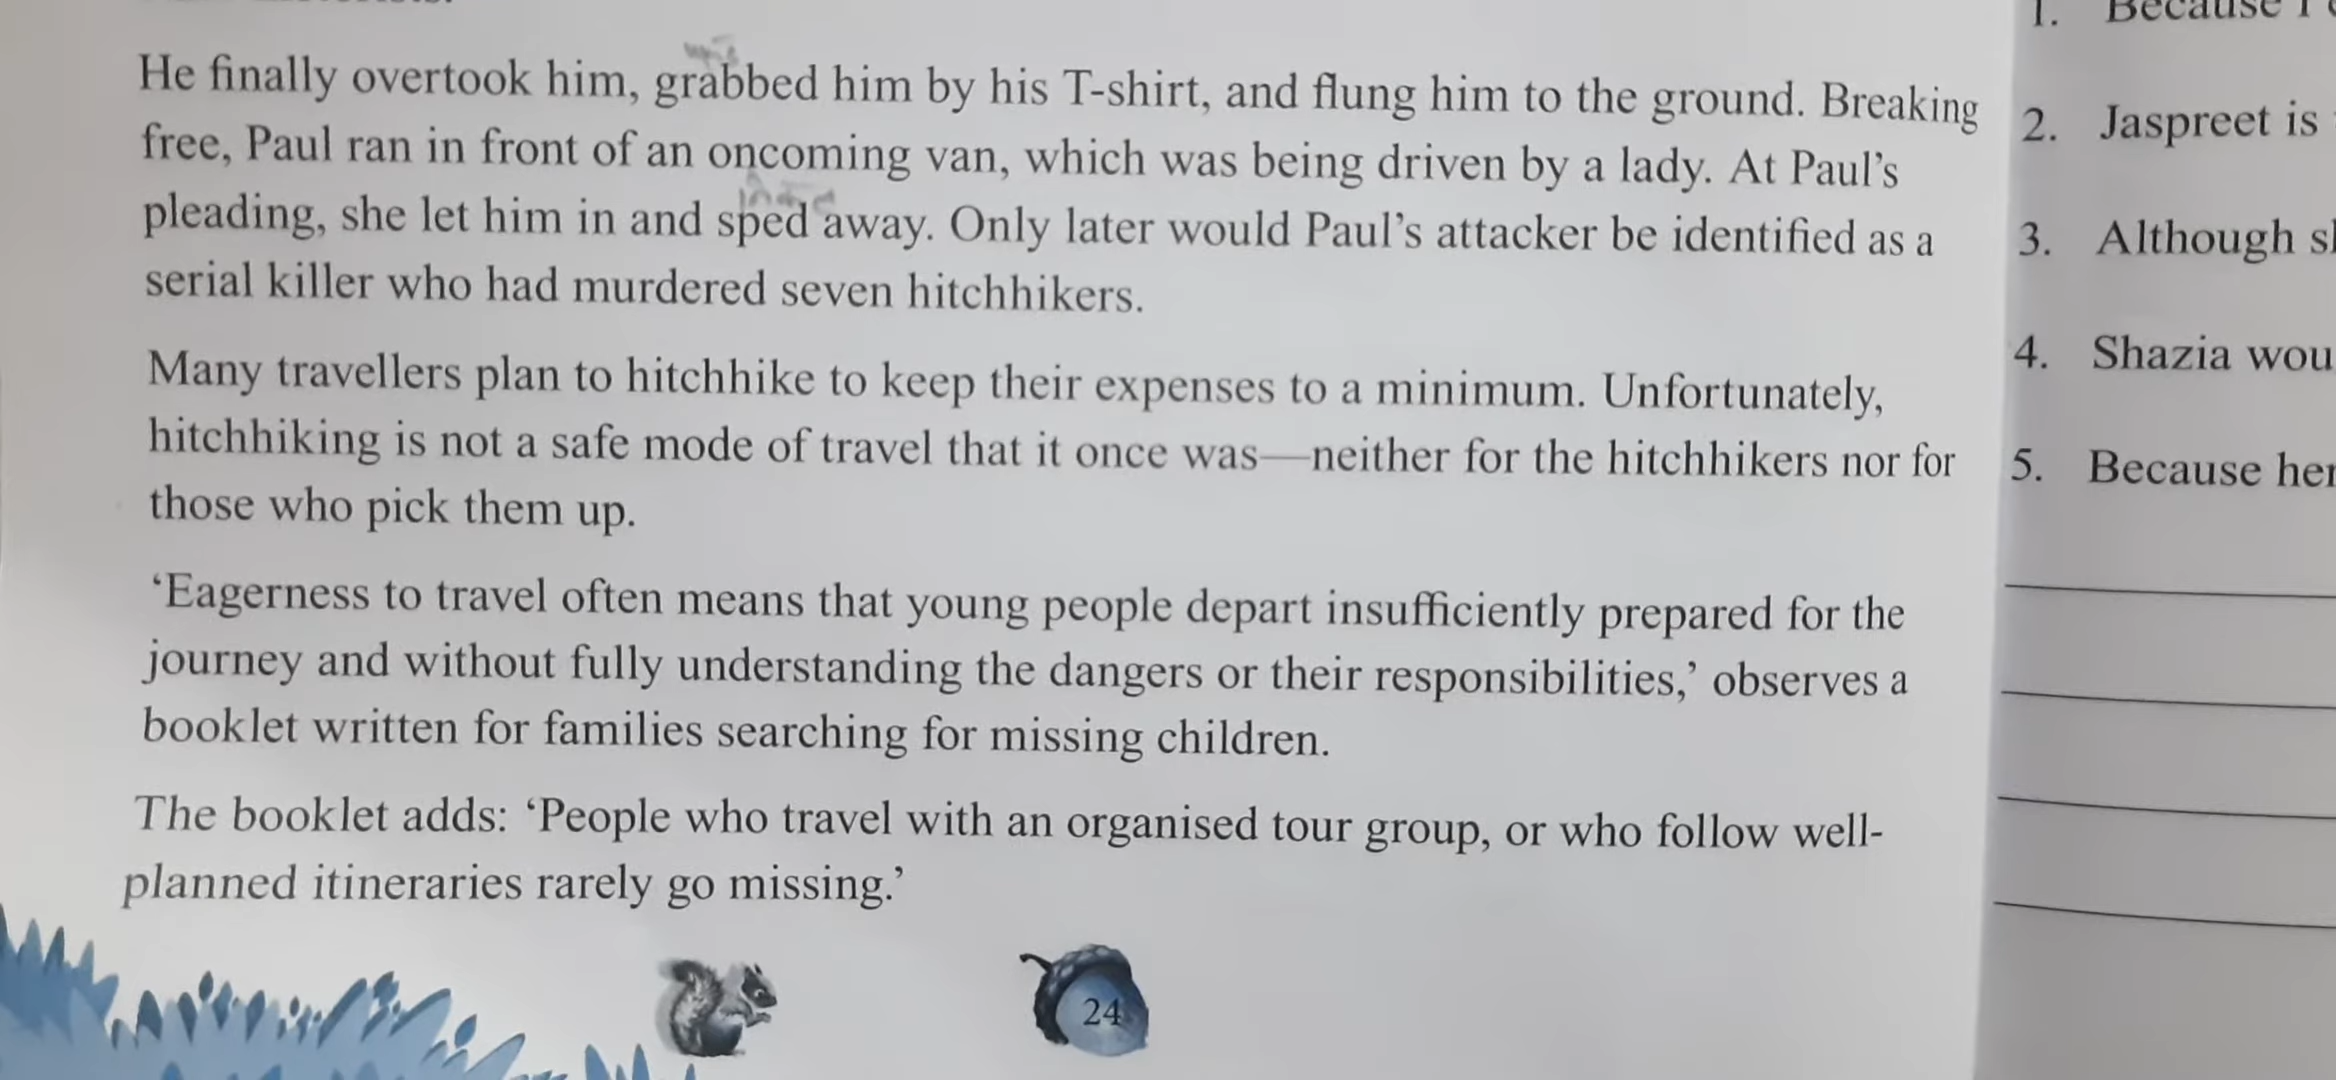 He finally overtook him, grabbed him by his T-shirt, and flung him to the ground. Breaking
free, Paul ran in front of an oncoming van, which was being driven by a lady. At Paul's
pleading, she let him in and sped away. Only later would Paul's attacker be identified as a
serial killer who had murdered seven hitchhikers.
Many travellers plan to hitchhike to keep their expenses to a minimum. Unfortunately,
hitchhiking is not a safe mode of travel that it once was—neither for the hitchhikers nor for
those who pick them up.
'Eagerness to travel often means that young people depart insufficiently prepared for the
journey and without fully understanding the dangers or their responsibilities,' observes a
booklet written for families searching for missing children.
The booklet adds: 'People who travel with an organised tour group, or who follow well-
planned itineraries rarely go missing.'
24
1. Because I
2. Jaspreet is
3. Although
4. Shazia
5. Because